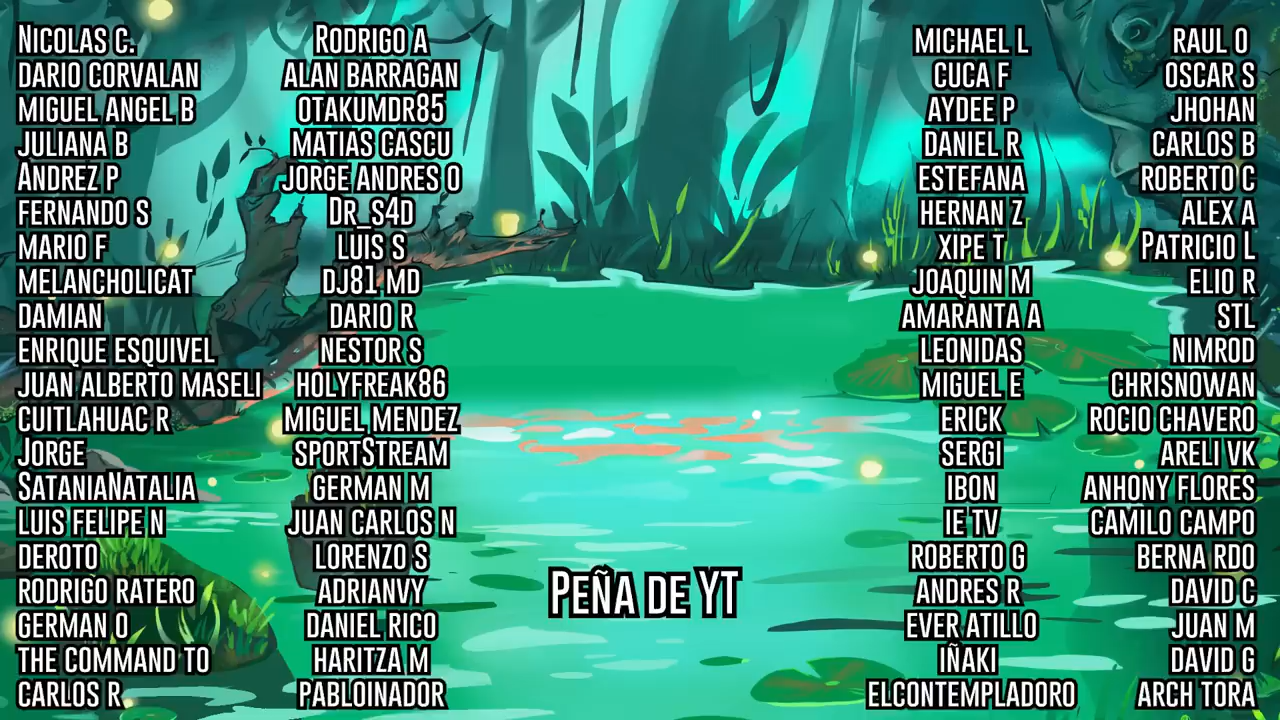 Nicolas C.
DARIO CORVALAN
MIGUEL ANGEL B
JULIANA B
Andrez P
FERNANDO S
MARIO F
MELANCHOLICAT
DAMIAN
ENRIQUE ESQUIVEL
JUAN ALBERTO MASELI
CUITLAHUAC R
Jorge
SataniaNatalia
LUIS FELIPE N
DEROTO
RODRIGO RATERO
GERMAN O
THE COMMAND TO
CARLOS R
Rodrigo A
ALAN BARRAGAN
OTAKUMDR85
MATIAS CASCU
JORGE ANDRES O
Dr_s4d
LUIS S
DJ81 MD
DARIO R
NESTOR S
HOLYFREAK86
MIGUEL MENDEZ
SportStream
GERMAN M
JUAN CARLOS N
LORENZO S
ADRIANVY
DANIEL RICO
HARITZA M
PABLOINADOR
Peña de YT
MICHAEL L
CUCA F
AYDEE P
DANIEL R
ESTEFANA
HERNAN Z
XIPE T
JOAQUIN M
AMARANTA A
LEONIDAS
MIGUEL E
ERICK
SERGI
IBON
IE TV
ROBERTO G
ANDRES R
EVER ATILLO
IÑAKI
ELCONTEMPLADORO
RAUL O
OSCAR S
JHOHAN
CARLOS B
ROBERTO C
ALEX A
Patricio L
ELIO R
STL
NIMROD
CHRISNOWAN
ROCIO CHAVERO
ARELI VK
ANHONY FLORES
CAMILO CAMPO
BERNA RDO
DAVID C
JUAN M
DAVID G
ARCH TORA